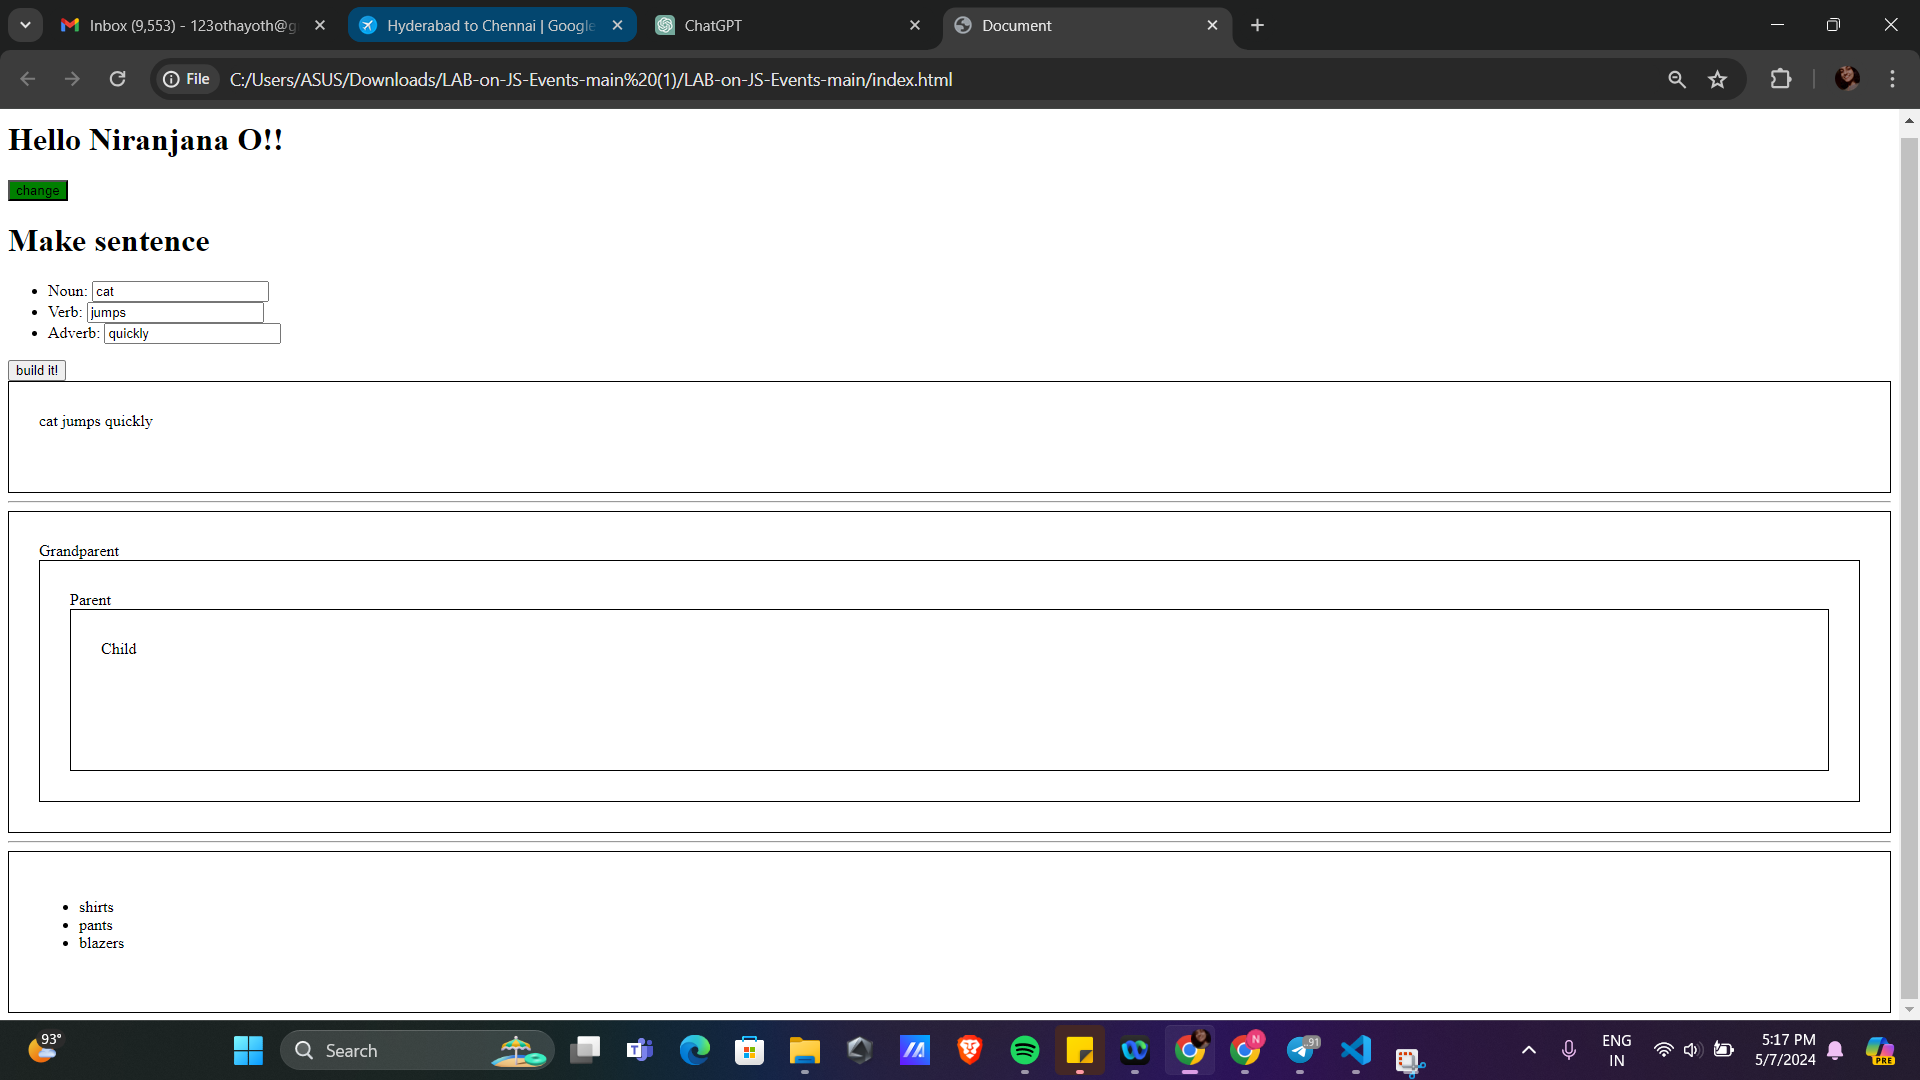 Inbox (9,553) - 123othayoth@g
Hyderabad to Chennai | Google
ChatGPT
Document
File
C:/Users/ASUS/Downloads/LAB-on-JS-Events-main%20(1)/LAB-on-JS-Events-main/index.html
Hello Niranjana O!!
change
Make sentence
Noun: cat
Verb: jumps
Adverb: quickly
build it!
cat jumps quickly
Grandparent
Parent
Child
shirts
pants
blazers
93°
Search
N
91
ENG
IN
5:17 PM
5/7/2024
PRE